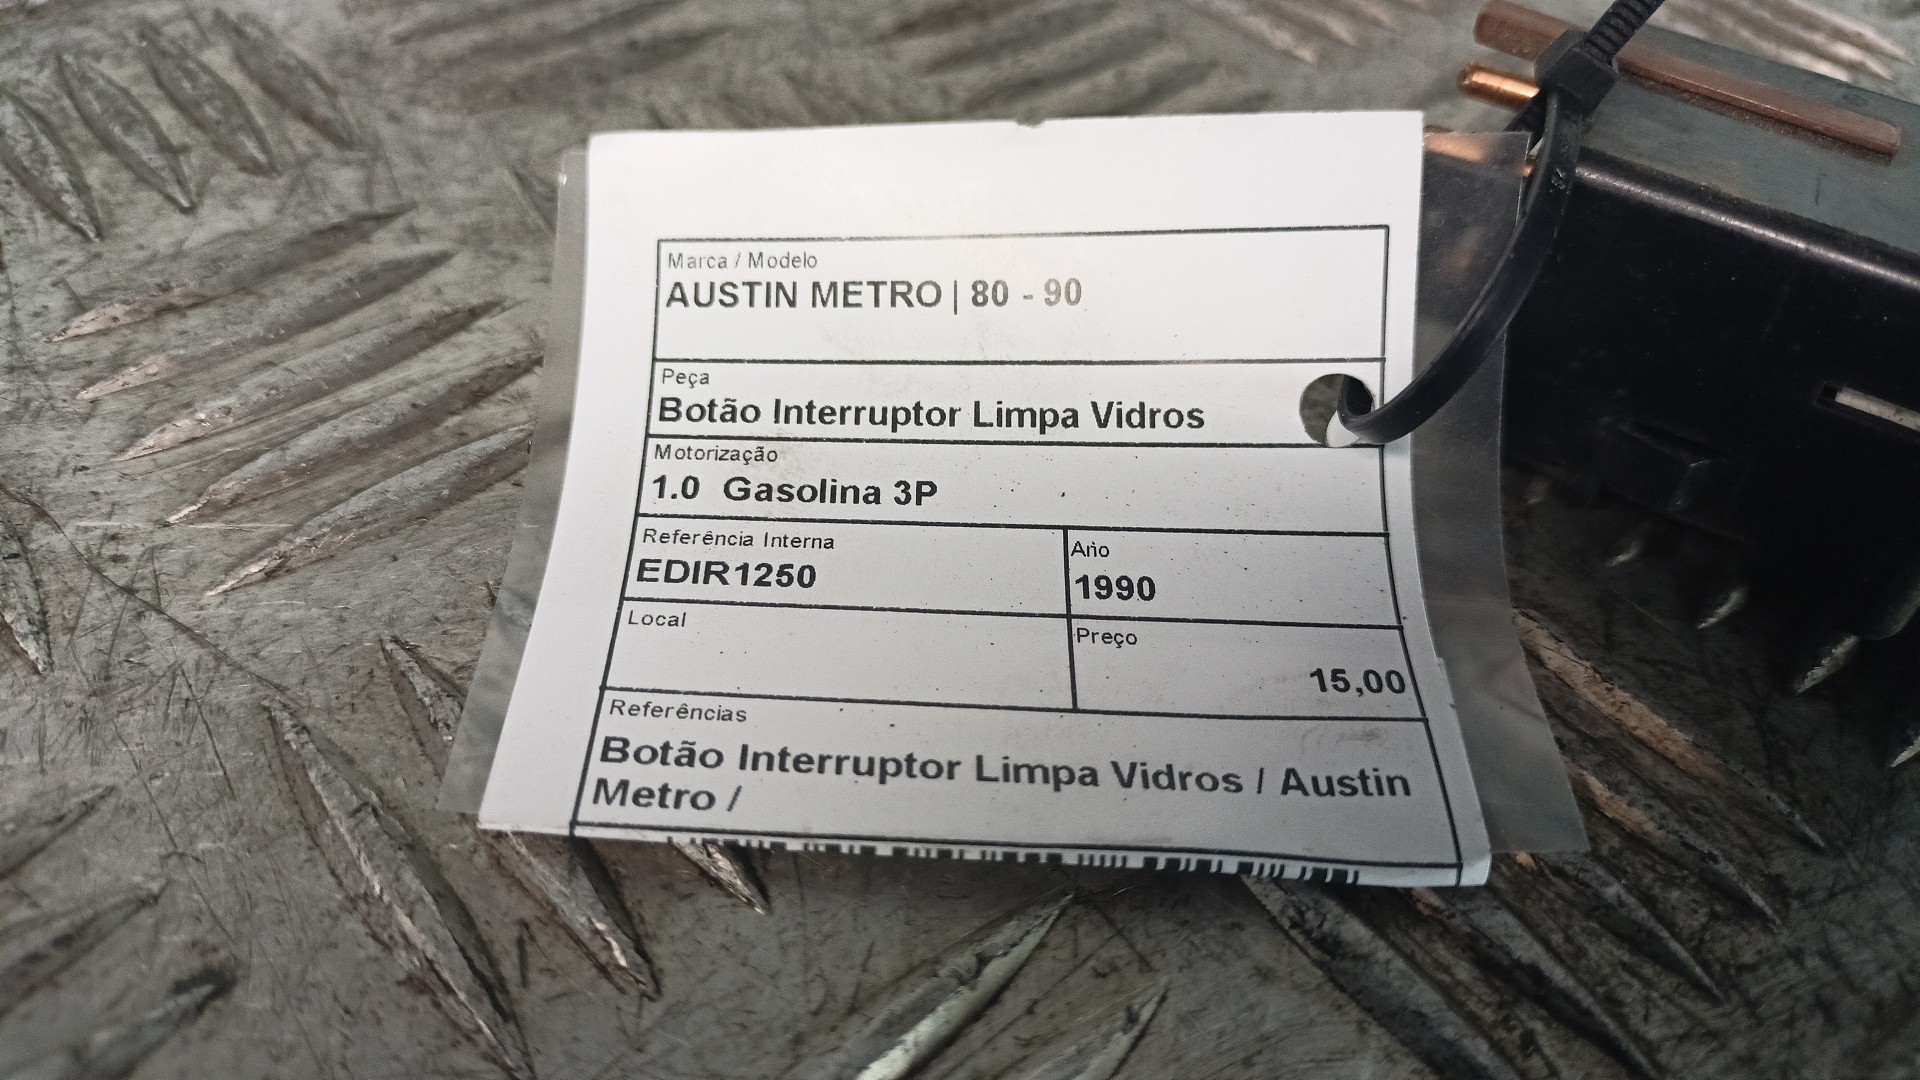 Marca / Modelo
AUSTIN METRO | 80 - 90
Peça
Botão Interruptor Limpa Vidros
Motorização
1.0 Gasolina 3P
Referência Interna
EDIR1250
Ano
1990
Local
Preço
15,00
Referências
Botão Interruptor Limpa Vidros / Austin
Metro /